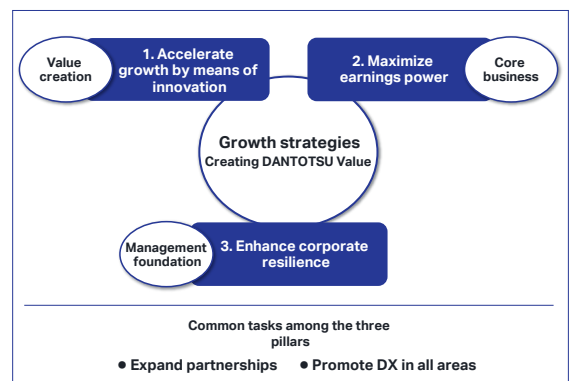 Value
creation
1. Accelerate
growth by means of
innovation
2. Maximize
earnings power
Core
business
Growth strategies
Creating DANTOTSU Value
Management
foundation
3. Enhance corporate
resilience
Common tasks among the three
pillars
● Expand partnerships ● Promote DX in all areas